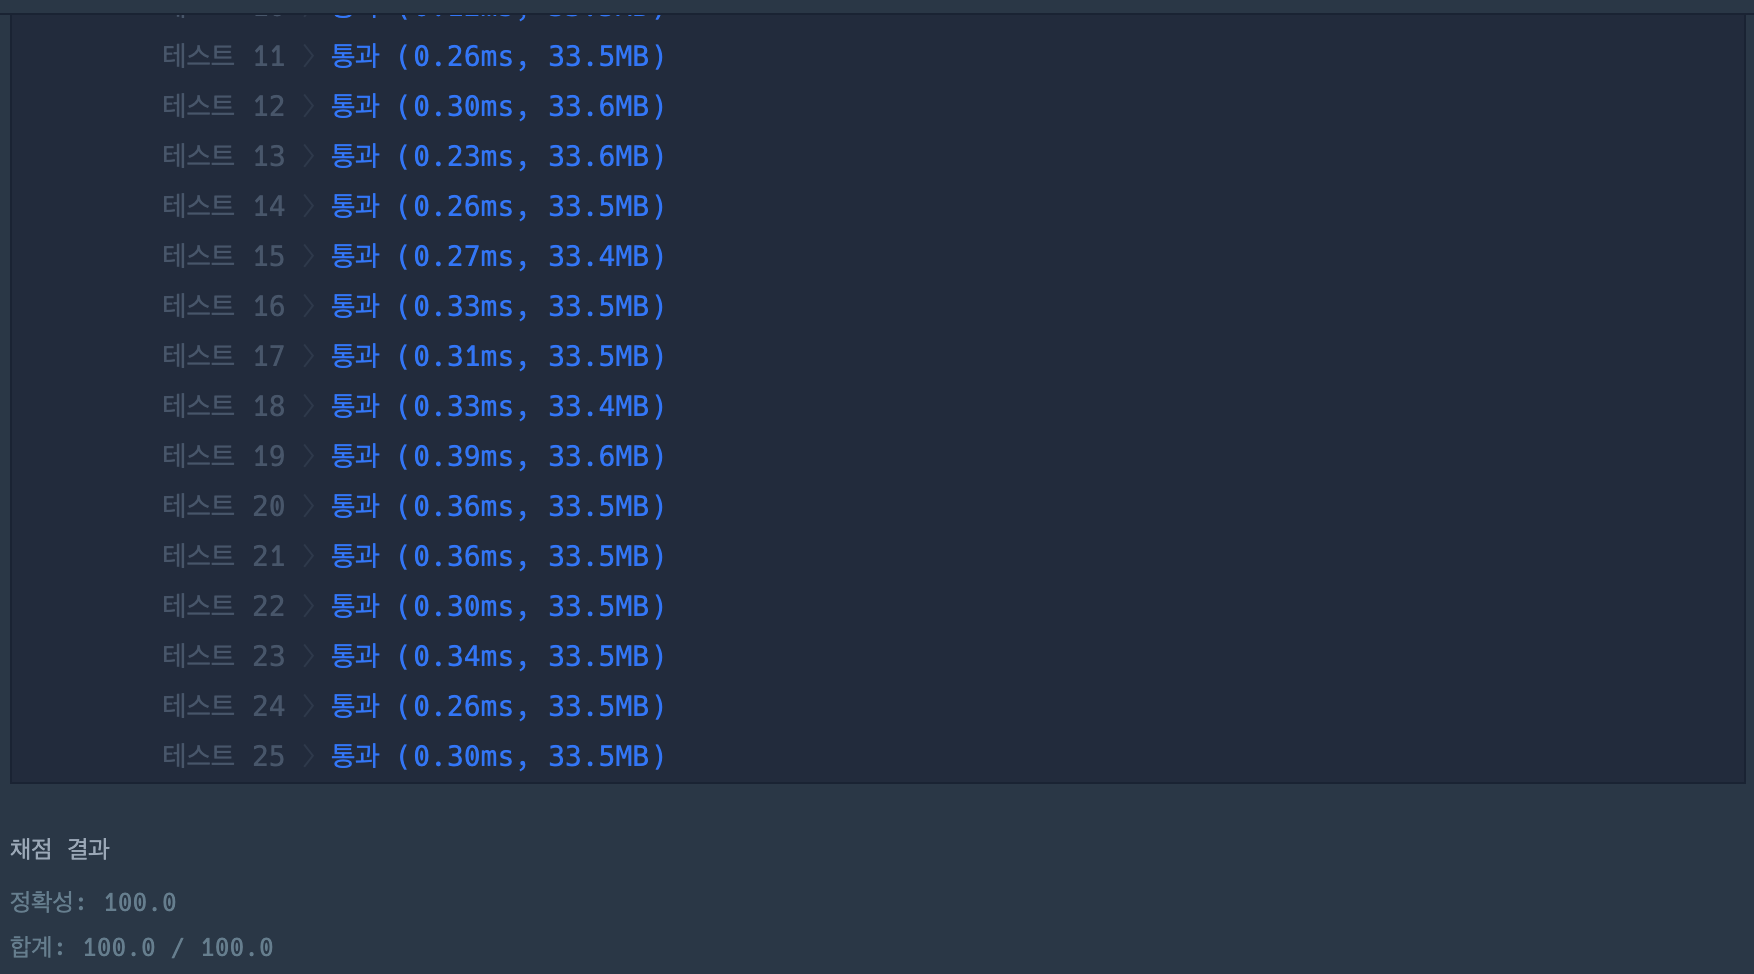 테스트 11 〉 통과 (0.26ms, 33.5MB)
테스트 12 〉 통과 (0.30ms, 33.6MB)
테스트 13 〉 통과 (0.23ms, 33.6MB)
테스트 14 〉 통과 (0.26ms, 33.5MB)
테스트 15 〉 통과 (0.27ms, 33.4MB)
테스트 16 〉 통과 (0.33ms, 33.5MB)
테스트 17 〉 통과 (0.31ms, 33.5MB)
테스트 18 〉 통과 (0.33ms, 33.4MB)
테스트 19 〉 통과 (0.39ms, 33.6MB)
테스트 20 〉 통과 (0.36ms, 33.5MB)
테스트 21 〉 통과 (0.36ms, 33.5MB)
테스트 22 〉 통과 (0.30ms, 33.5MB)
테스트 23 〉 통과 (0.34ms, 33.5MB)
테스트 24 〉 통과 (0.26ms, 33.5MB)
테스트 25 〉 통과 (0.30ms, 33.5MB)
채점 결과
정확성: 100.0
합계: 100.0 / 100.0